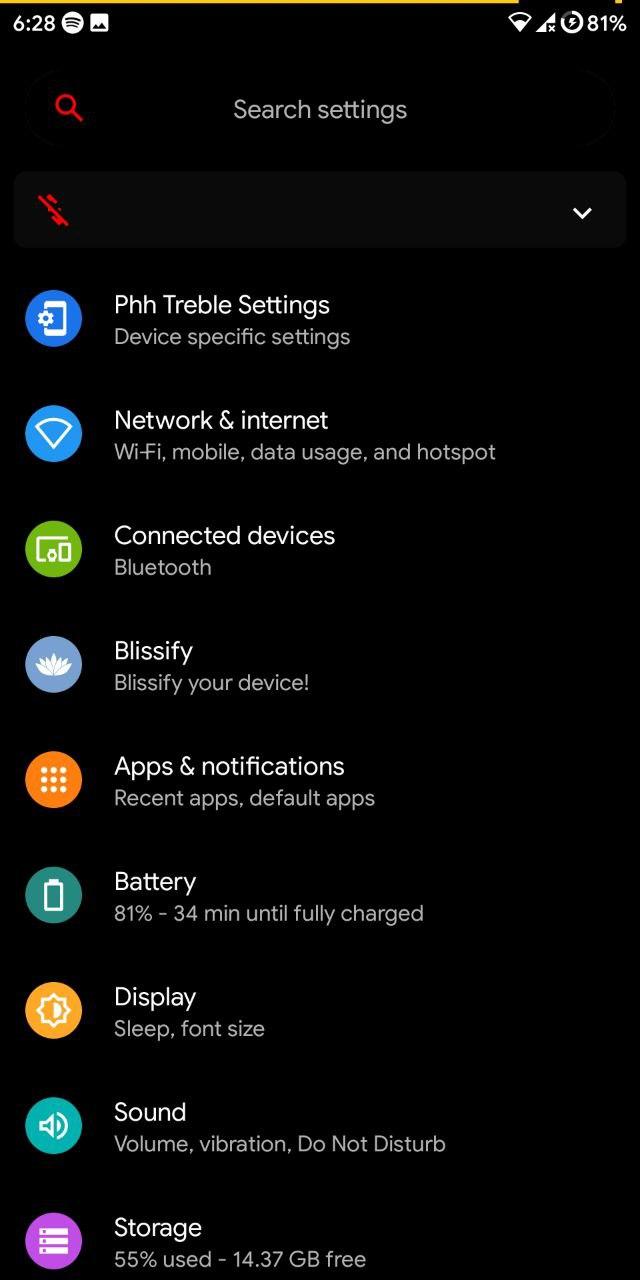 6:28 81%
Search settings
Phh Treble Settings
Device specific settings
Network & internet
Wi-Fi, mobile, data usage, and hotspot
Connected devices
Bluetooth
Blissify
Blissify your device!
Apps & notifications
Recent apps, default apps
Battery
81% - 34 min until fully charged
Display
Sleep, font size
Sound
Volume, vibration, Do Not Disturb
Storage
55% used - 14.37 GB free